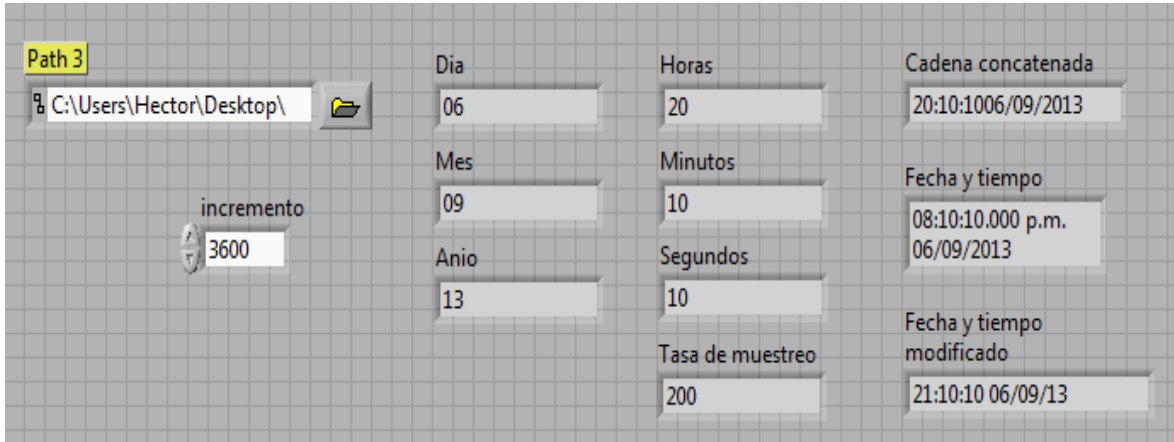 Path 3
C:\Users\Hector\Desktop\
incremento
3600
Dia
06
Mes
09
Anio
13
Horas
20
Minutos
10
Segundos
10
Tasa de muestreo
200
Cadena concatenada
20:10:1006/09/2013
Fecha y tiempo
08:10:10.000 p.m.
06/09/2013
Fecha y tiempo
modificado
21:10:10 06/09/13